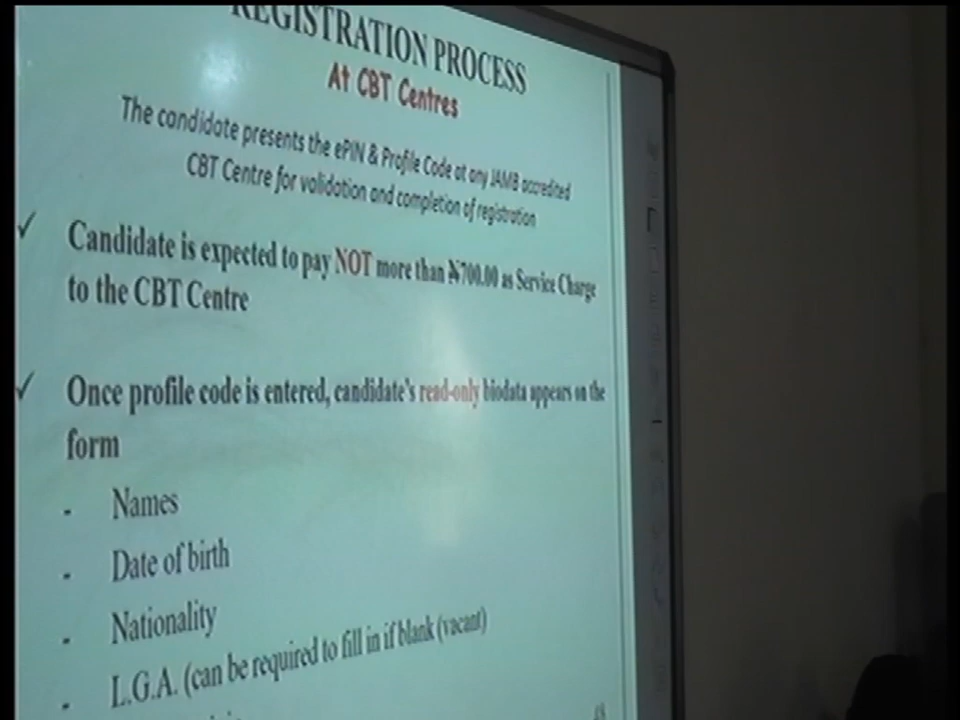 REGISTRATION PROCESS
At CBT Centres
The candidate presents the ePIN & Profile Code at any JAMB accredited
CBT Centre for validation and completion of registration
✓ Candidate is expected to pay NOT more than ₦700.00 as Service Charge
to the CBT Centre
✓ Once profile code is entered, candidate's read-only biodata appears on the
form
- Names
- Date of birth
- Nationality
- L.G.A. (can be required to fill in if blank (vacant)